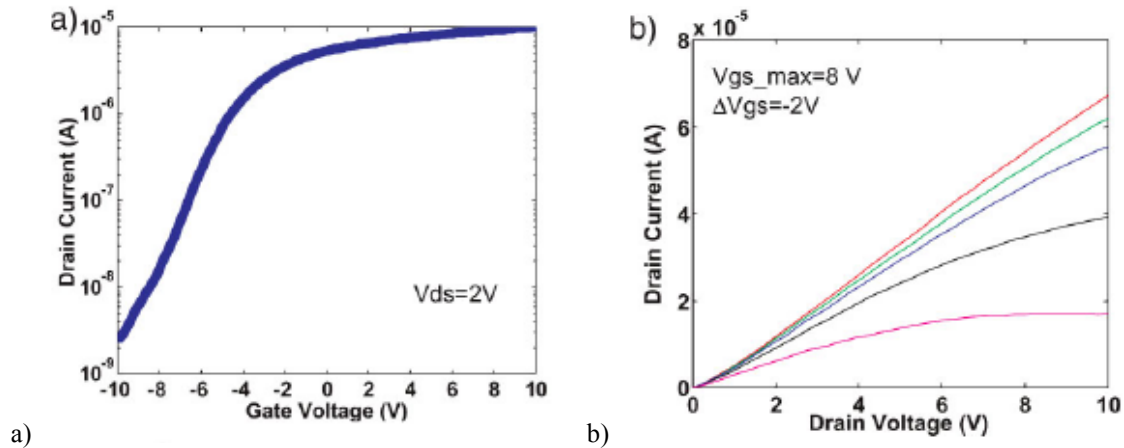 a)
10^-5
10^-6
10^-7
10^-8
10^-9
Drain Current (A)
Vds=2V
-10 -8 -6 -4 -2 0 2 4 6 8 10
Gate Voltage (V)
b)
8 x 10^-5
6
4
2
0
Drain Current (A)
Vgs_max=8 V
ΔVgs=-2V
0 2 4 6 8 10
Drain Voltage (V)
a)
b)